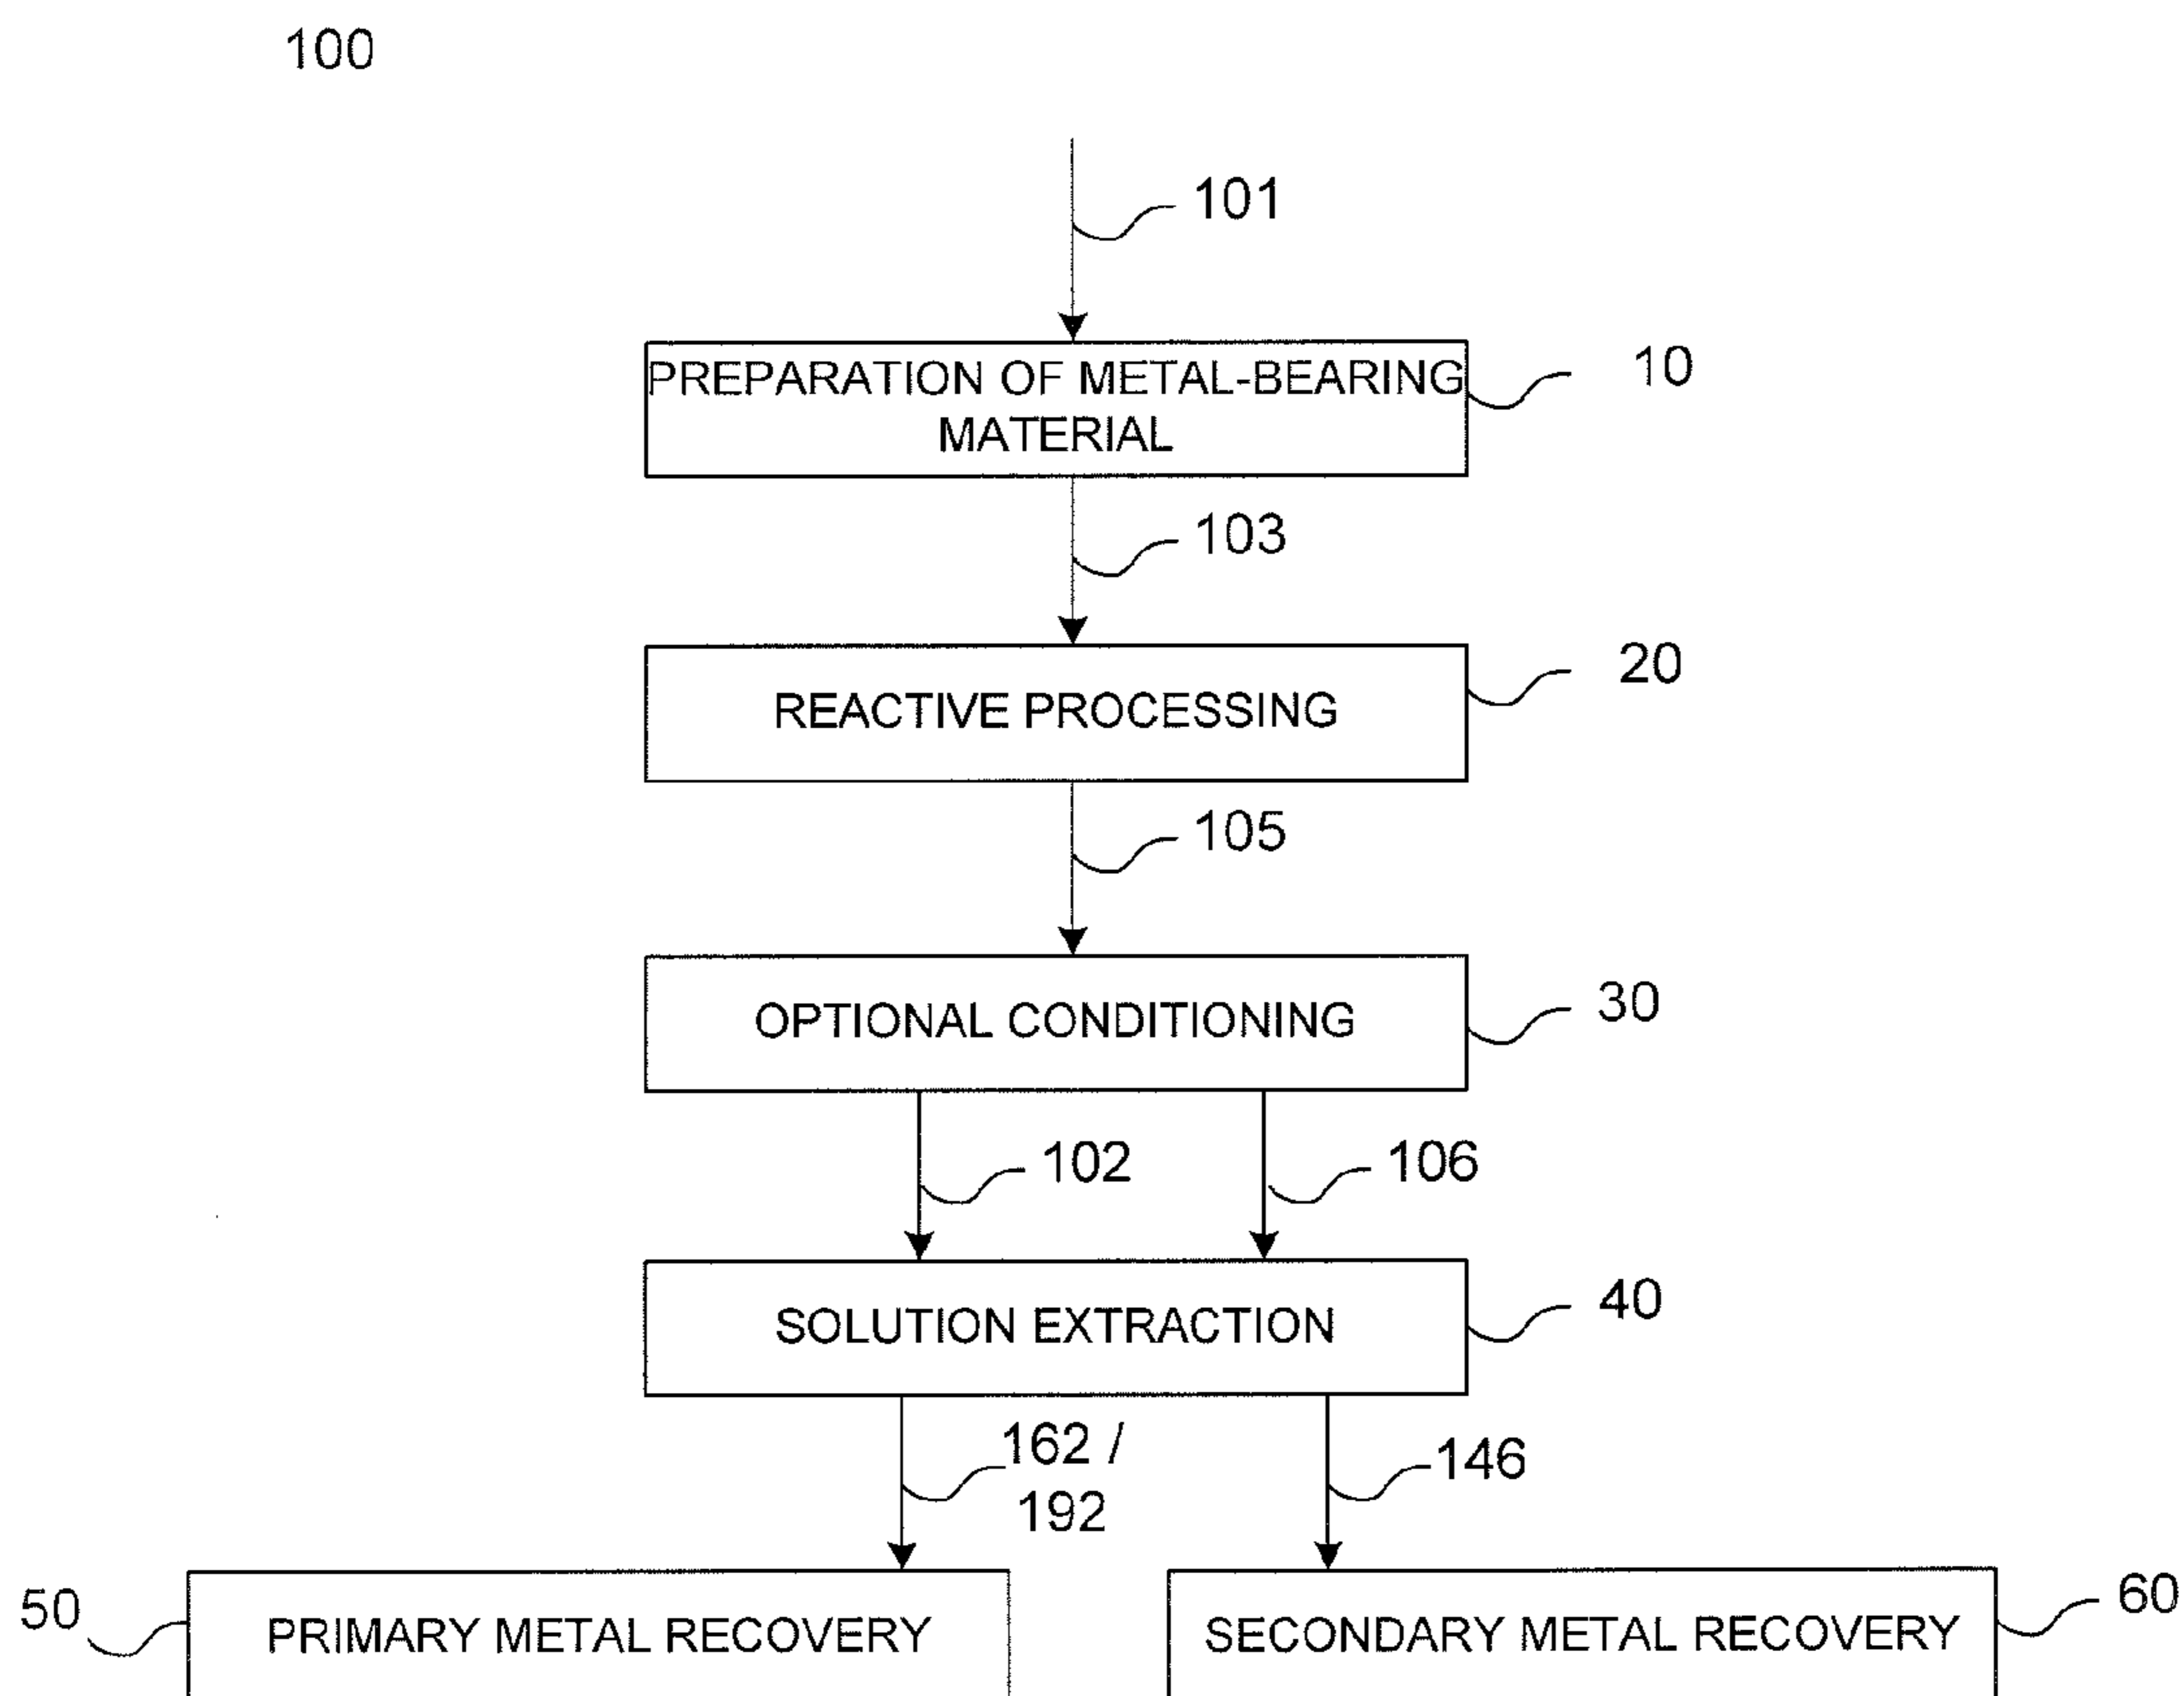 100
101
PREPARATION OF METAL-BEARING
MATERIAL
10
103
REACTIVE PROCESSING
20
105
OPTIONAL CONDITIONING
30
102
106
SOLUTION EXTRACTION
40
162 /
192
146
50
PRIMARY METAL RECOVERY
SECONDARY METAL RECOVERY
60